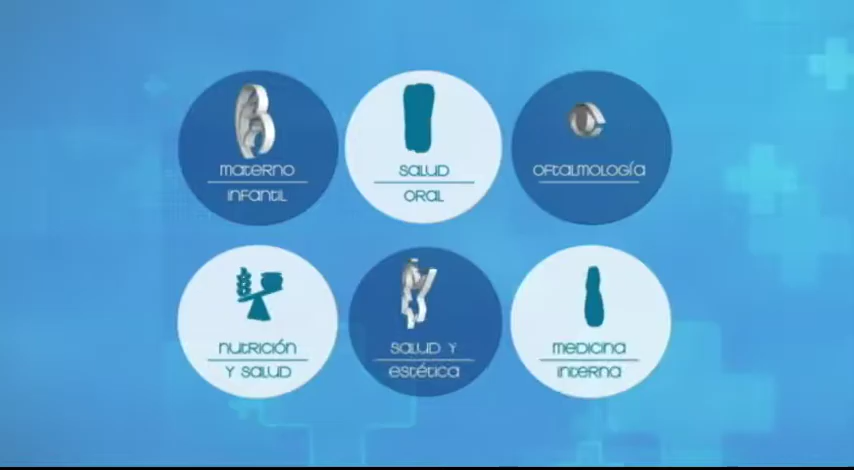 materno
infantil
salud
oral
oftalmología
nutrición
y salud
salud y
estética
medicina
interna